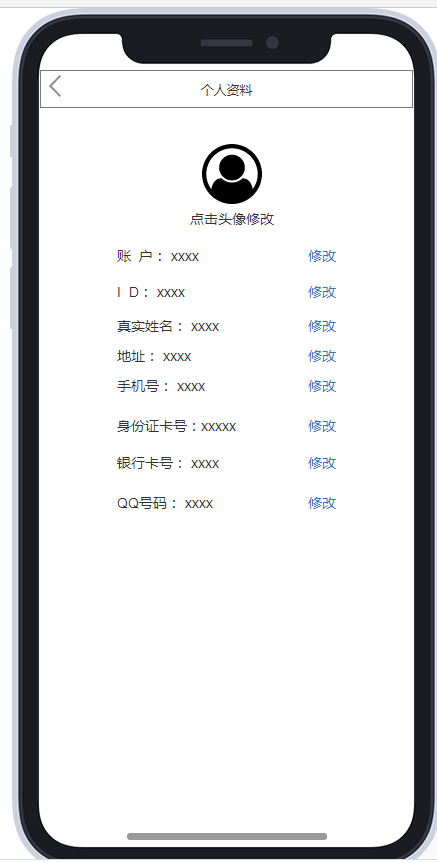 个人资料
点击头像修改
账 户： xxxx 修改
I D： xxxx 修改
真实姓名： xxxx 修改
地址： xxxx 修改
手机号： xxxx 修改
身份证卡号：xxxxx 修改
银行卡号： xxxx 修改
QQ号码： xxxx 修改